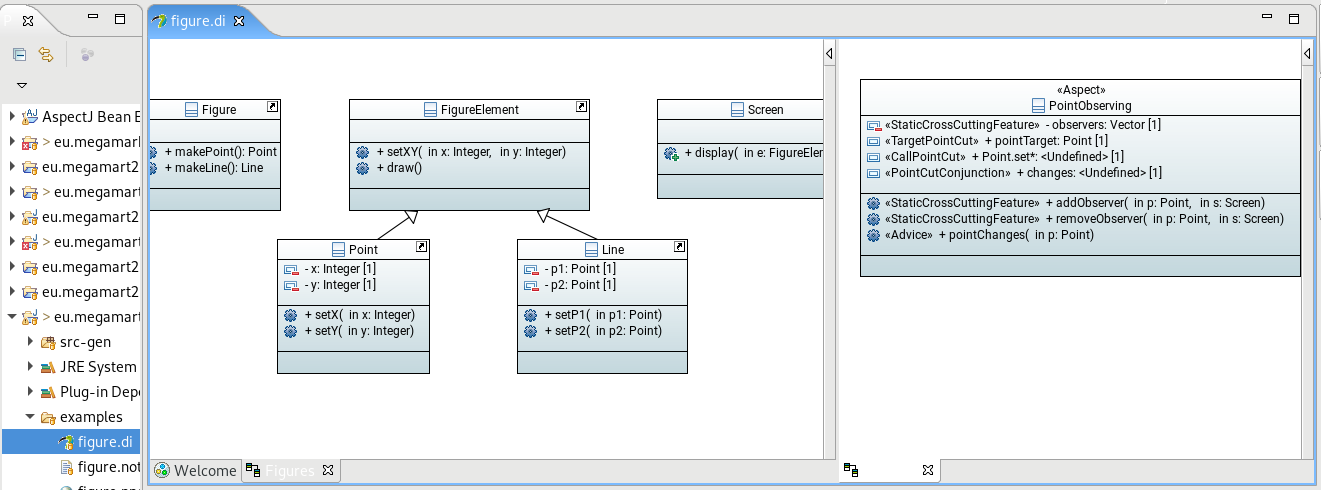 figure.di
AspectJ Bean E
> eu.megamart
eu.megamart2
> eu.megamart
eu.megamart2
> eu.megamart
eu.megamart2
eu.megamart2
> eu.megamart
src-gen
JRE System
Plug-in Depe
examples
figure.di
figure.not
Figure
+ makePoint(): Point
+ makeLine(): Line
FigureElement
+ setXY( in x: Integer, in y: Integer)
+ draw()
Screen
+ display( in e: FigureElem
Point
- x: Integer [1]
- y: Integer [1]
+ setX( in x: Integer)
+ setY( in y: Integer)
Line
- p1: Point [1]
- p2: Point [1]
+ setP1( in p1: Point)
+ setP2( in p2: Point)
Welcome
Figures
«Aspect»
PointObserving
«StaticCrossCuttingFeature» - observers: Vector [1]
«TargetPointCut» + pointTarget: Point [1]
«CallPointCut» + Point.set*: <Undefined> [1]
«PointCutConjunction» + changes: <Undefined> [1]
«StaticCrossCuttingFeature» + addObserver( in p: Point, in s: Screen)
«StaticCrossCuttingFeature» + removeObserver( in p: Point, in s: Screen)
«Advice» + pointChanges( in p: Point)